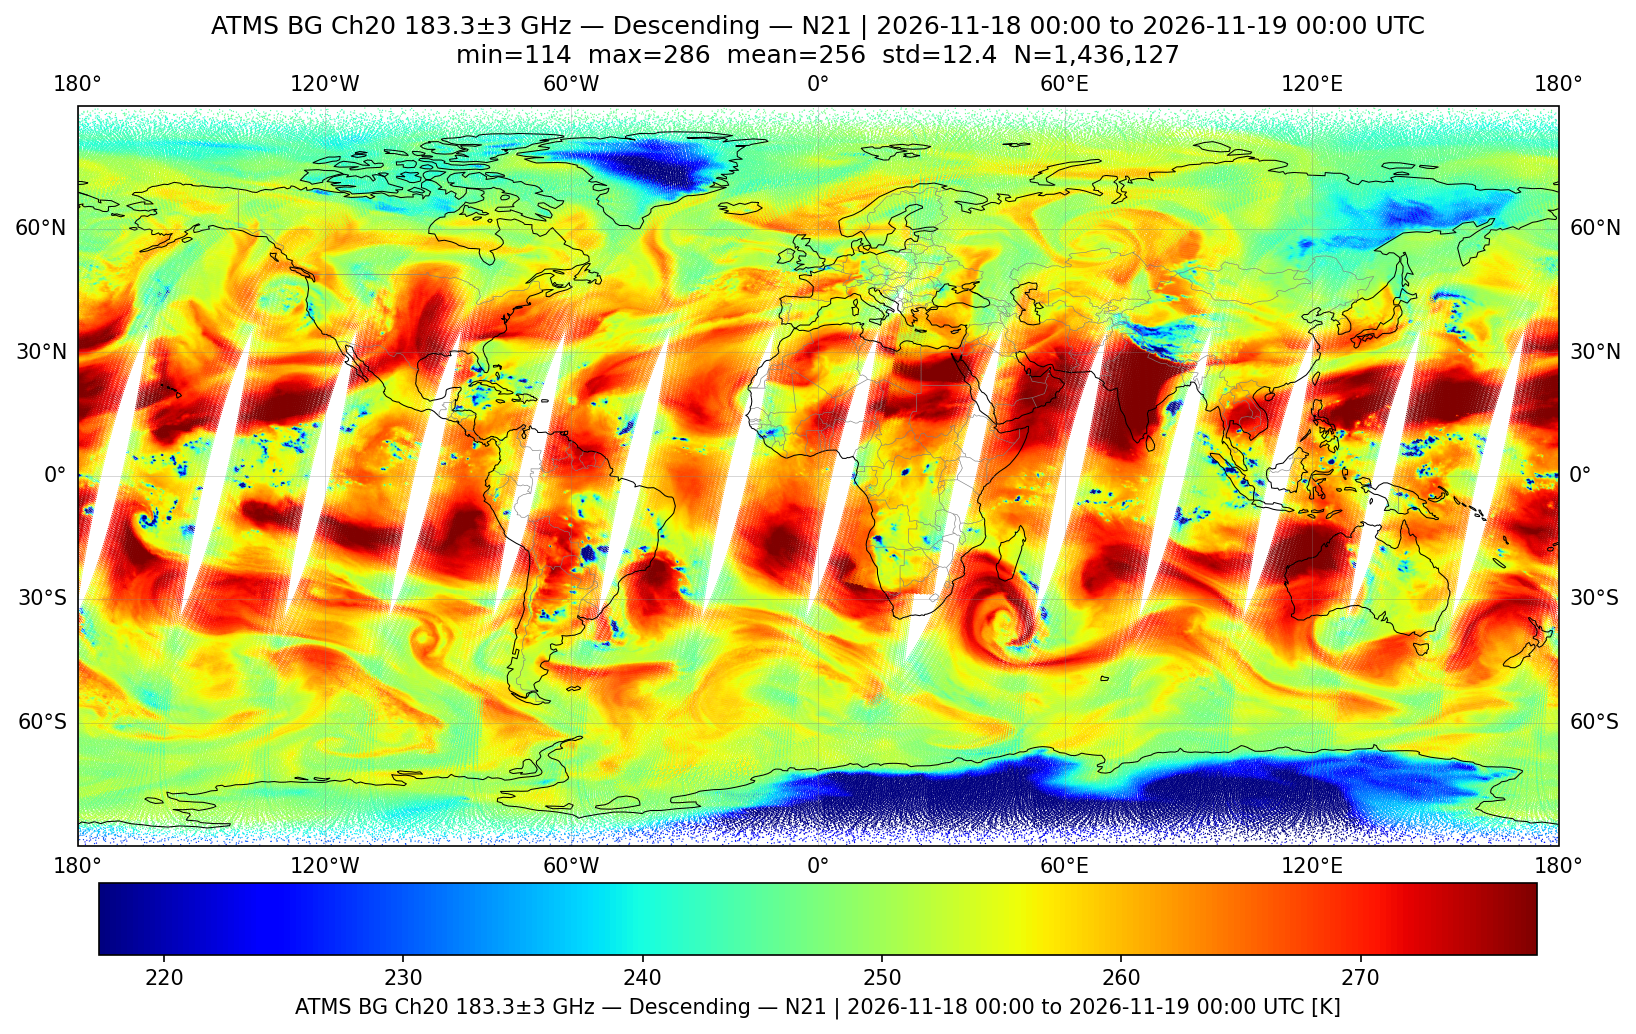 ATMS BG Ch20 183.3±3 GHz — Descending — N21 | 2026-11-18 00:00 to 2026-11-19 00:00 UTC
min=114  max=286  mean=256  std=12.4  N=1,436,127
180° 120°W 60°W 0° 60°E 120°E 180°
60°N 60°N
30°N 30°N
0° 0°
30°S 30°S
60°S 60°S
180° 120°W 60°W 0° 60°E 120°E 180°
220 230 240 250 260 270
ATMS BG Ch20 183.3±3 GHz — Descending — N21 | 2026-11-18 00:00 to 2026-11-19 00:00 UTC [K]